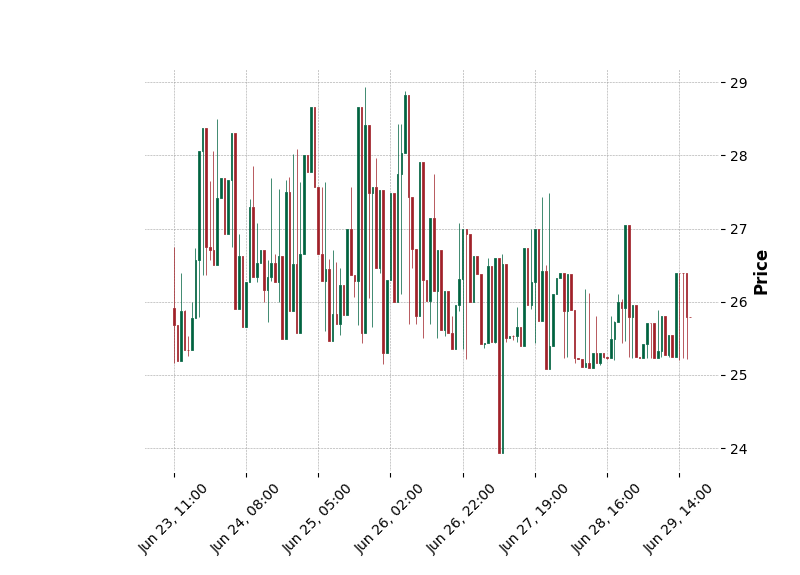 29
28
27
26
25
24
Price
Jun 23, 11:00
Jun 24, 08:00
Jun 25, 05:00
Jun 26, 02:00
Jun 26, 22:00
Jun 27, 19:00
Jun 28, 16:00
Jun 29, 14:00